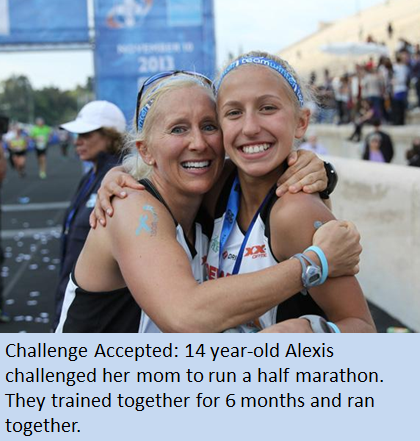 NOVEMBER 10
2013
teamumizoomi
Challenge Accepted: 14 year-old Alexis
challenged her mom to run a half marathon.
They trained together for 6 months and ran
together.